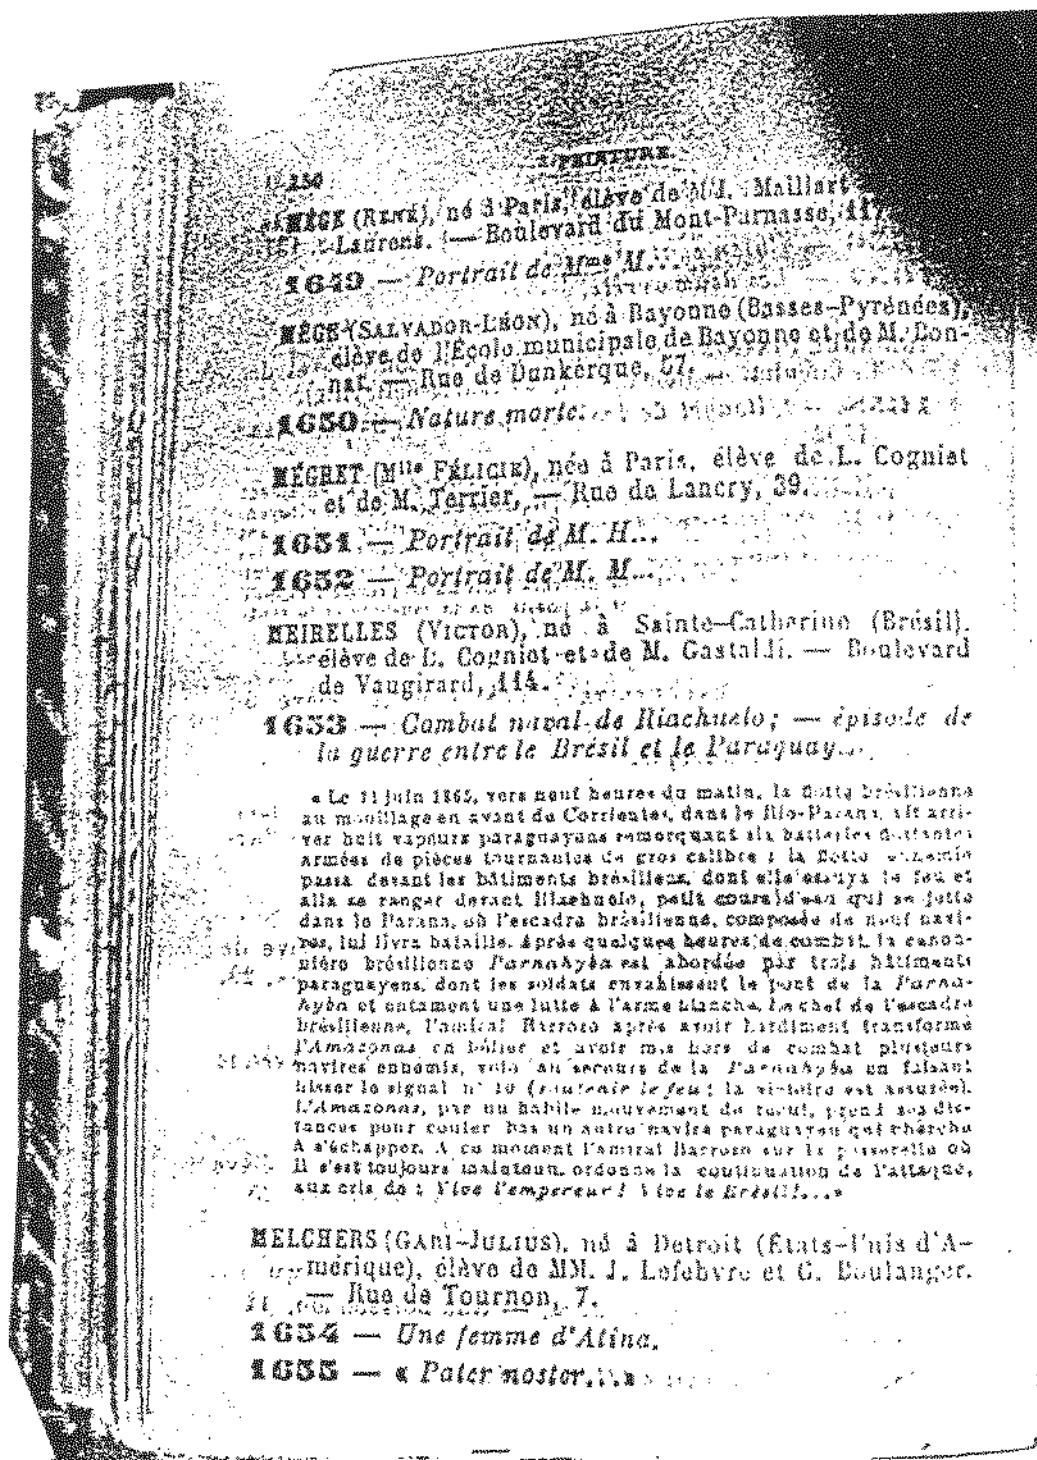 250
PEINTURE.
MÈGE (RENÉ), né à Paris, élève de MM. Maillart
Laurens. — Boulevard du Mont-Parnasse, 117
1649 — Portrait de Mme M...
MÈGE (SALVADOR-LÉON), né à Bayonne (Basses-Pyrénées),
élève de l'École municipale de Bayonne et de M. Bon-
nat. — Rue de Dunkerque, 57.
1650 — Nature morte.
MÉGRET (Mlle FÉLICIE), née à Paris, élève de L. Cogniet
et de M. Terrier. — Rue de Lancry, 39.
1651 — Portrait de M. H...
1652 — Portrait de M. M...
MEIRELLES (VICTOR), né à Sainte-Catherine (Brésil).
élève de L. Cogniet et de M. Gastaldi. — Boulevard
de Vaugirard, 114.
1653 — Combat naval de Riachuelo; — épisode de
la guerre entre le Brésil et le Paraguay...
« Le 11 juin 1865, vers neuf heures du matin, la flotte brésilienne
au mouillage en avant de Corrientes, dans le Rio-Parana, vit arri-
ver huit vapeurs paraguayens remorquant six batteries flottantes
armées de pièces tournantes de gros calibre ; la flotte ennemie
passa devant les bâtiments brésiliens, dont elle essuya le feu et
alla se ranger devant Riachuelo, petit cours d'eau qui se jette
dans le Parana, où l'escadre brésilienne, composée de neuf navi-
res, lui livra bataille. Après quelques heures de combat, la canon-
nière brésilienne Parnahyba est abordée par trois bâtiments
paraguayens, dont les soldats envahissent le pont de la Parna-
hyba et entament une lutte à l'arme blanche. Le chef de l'escadre
brésilienne, l'amiral Barroso après avoir hardiment transformé
l'Amazonas en bélier et avoir mis hors de combat plusieurs
navires ennemis, vole au secours de la Parnahyba en faisant
hisser le signal n° 10 (soutenir le feu ; la victoire est assurée).
L'Amazonas, par un habile mouvement de recul, prend ses dis-
tances pour couler bas un autre navire paraguayen qui cherche
à s'échapper. A ce moment l'amiral Barroso sur la passerelle où
il s'est toujours maintenu, ordonne la continuation de l'attaque,
aux cris de : Vive l'empereur ! Vive le Brésil !... »
MELCHERS (GARI-JULIUS), né à Detroit (États-Unis d'A-
mérique), élève de MM. J. Lefebvre et G. Boulanger.
— Rue de Tournon, 7.
1654 — Une femme d'Atina.
1655 — « Pater noster... »